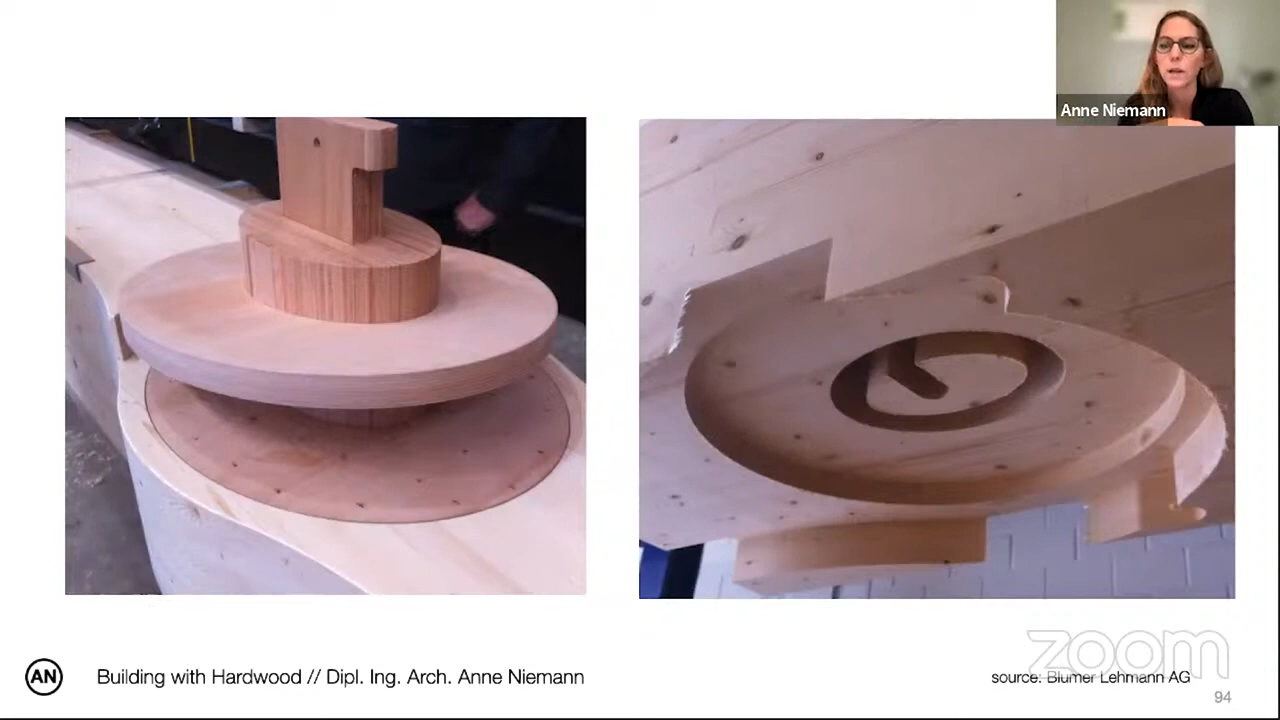 Anne Niemann
AN
Building with Hardwood // Dipl. Ing. Arch. Anne Niemann
source: Blumer Lehmann AG
zoom
94